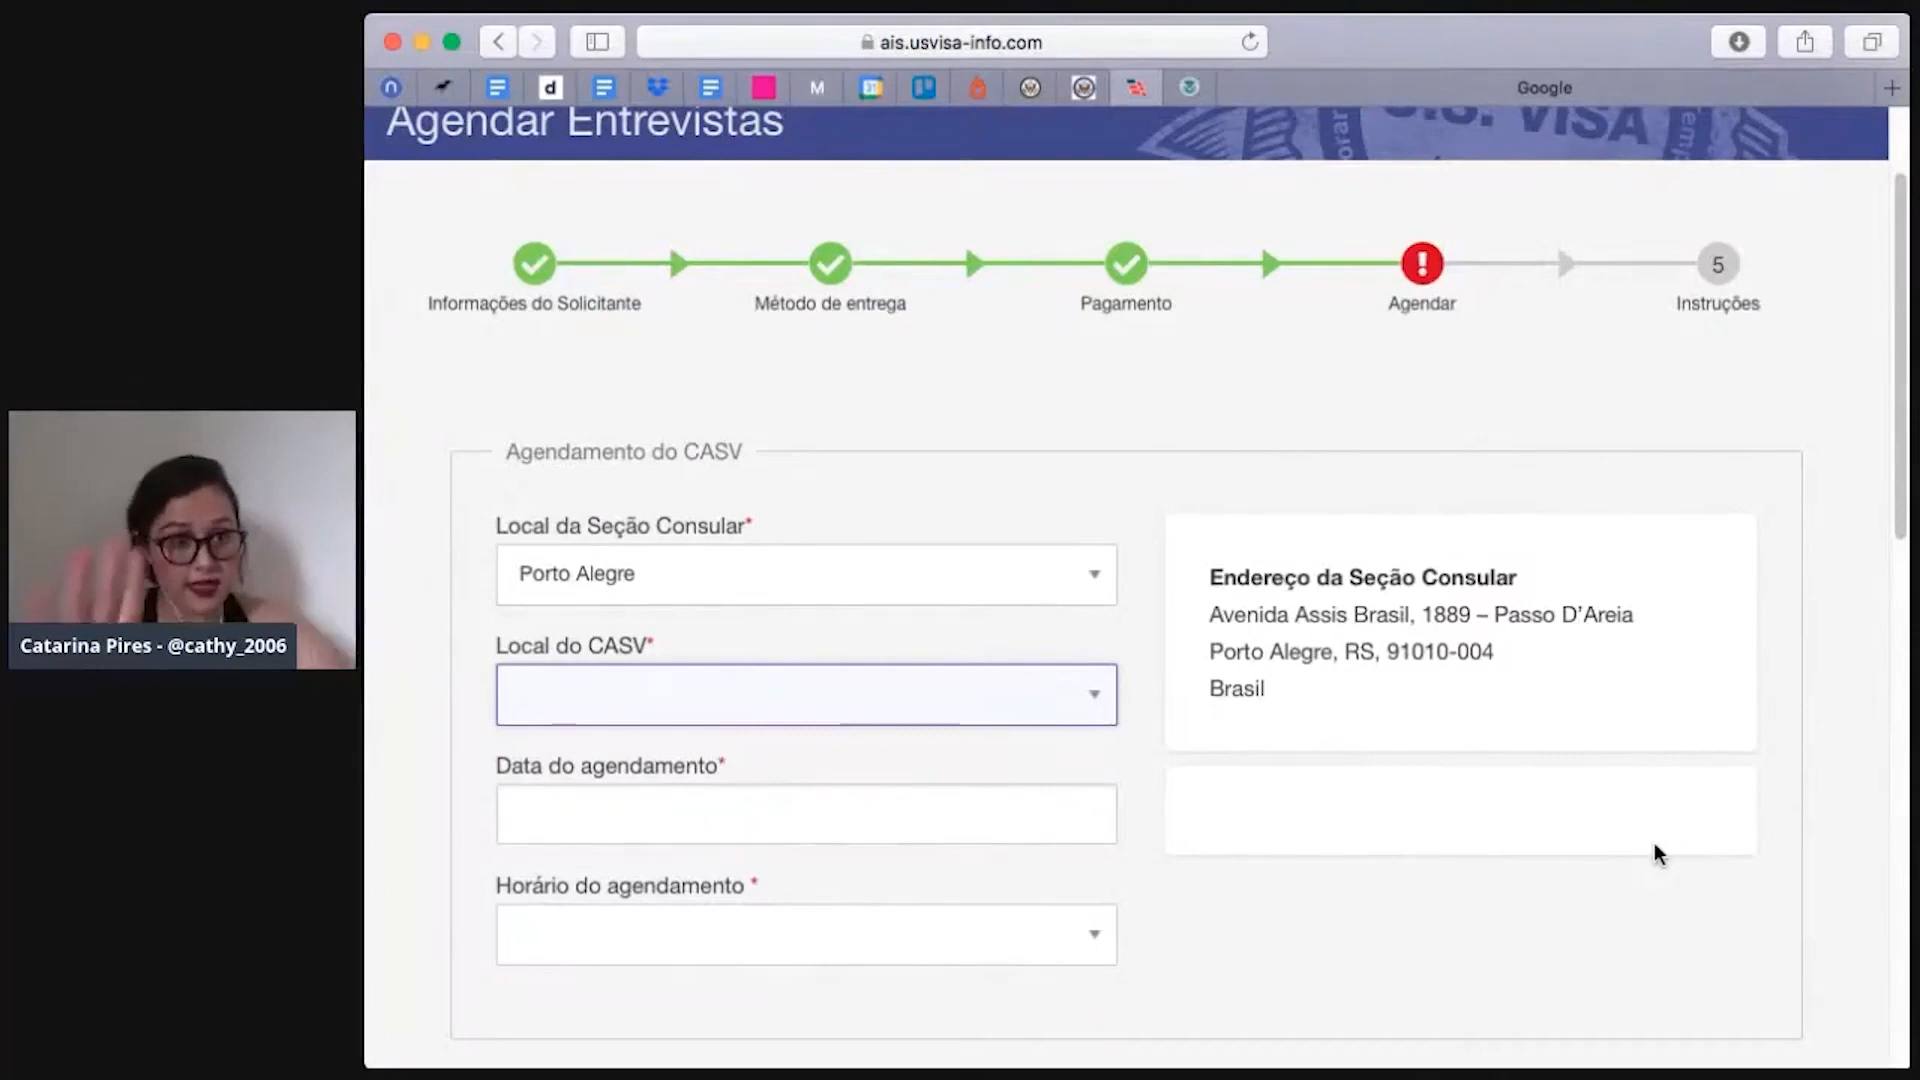 ais.usvisa-info.com
d
M
31
Google
Agendar Entrevistas
U.S. VISA
Informações do Solicitante
Método de entrega
Pagamento
!
Agendar
5
Instruções
Agendamento do CASV
Local da Seção Consular*
Porto Alegre
Local do CASV*
Data do agendamento*
Horário do agendamento *
Endereço da Seção Consular
Avenida Assis Brasil, 1889 – Passo D'Areia
Porto Alegre, RS, 91010-004
Brasil
Catarina Pires - @cathy_2006